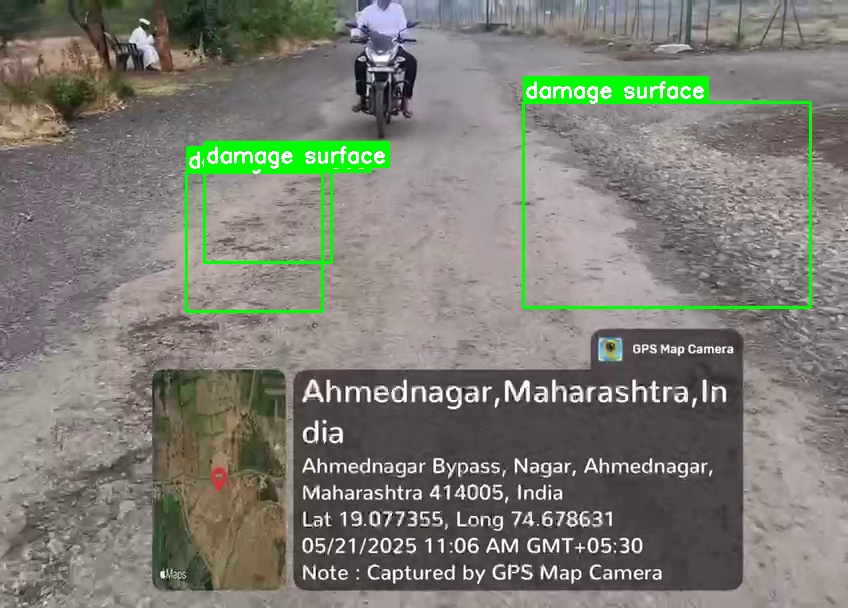 damage surface
damage surface
GPS Map Camera
Ahmednagar,Maharashtra,In
dia
Ahmednagar Bypass, Nagar, Ahmednagar,
Maharashtra 414005, India
Lat 19.077355, Long 74.678631
05/21/2025 11:06 AM GMT+05:30
Note : Captured by GPS Map Camera
Maps